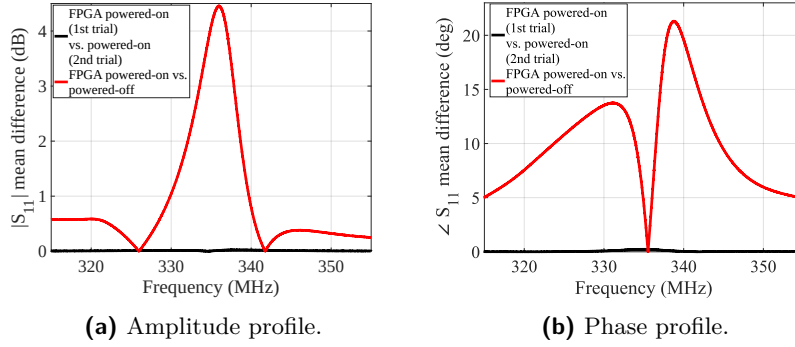 FPGA powered-on
(1st trial)
vs. powered-on
(2nd trial)
FPGA powered-on vs.
powered-off
|S11| mean difference (dB)
4
3
2
1
0
320
330
340
350
Frequency (MHz)
(a) Amplitude profile.
FPGA powered-on
(1st trial)
vs. powered-on
(2nd trial)
FPGA powered-on vs.
powered-off
∠ S11 mean difference (deg)
20
15
10
5
0
320
330
340
350
Frequency (MHz)
(b) Phase profile.